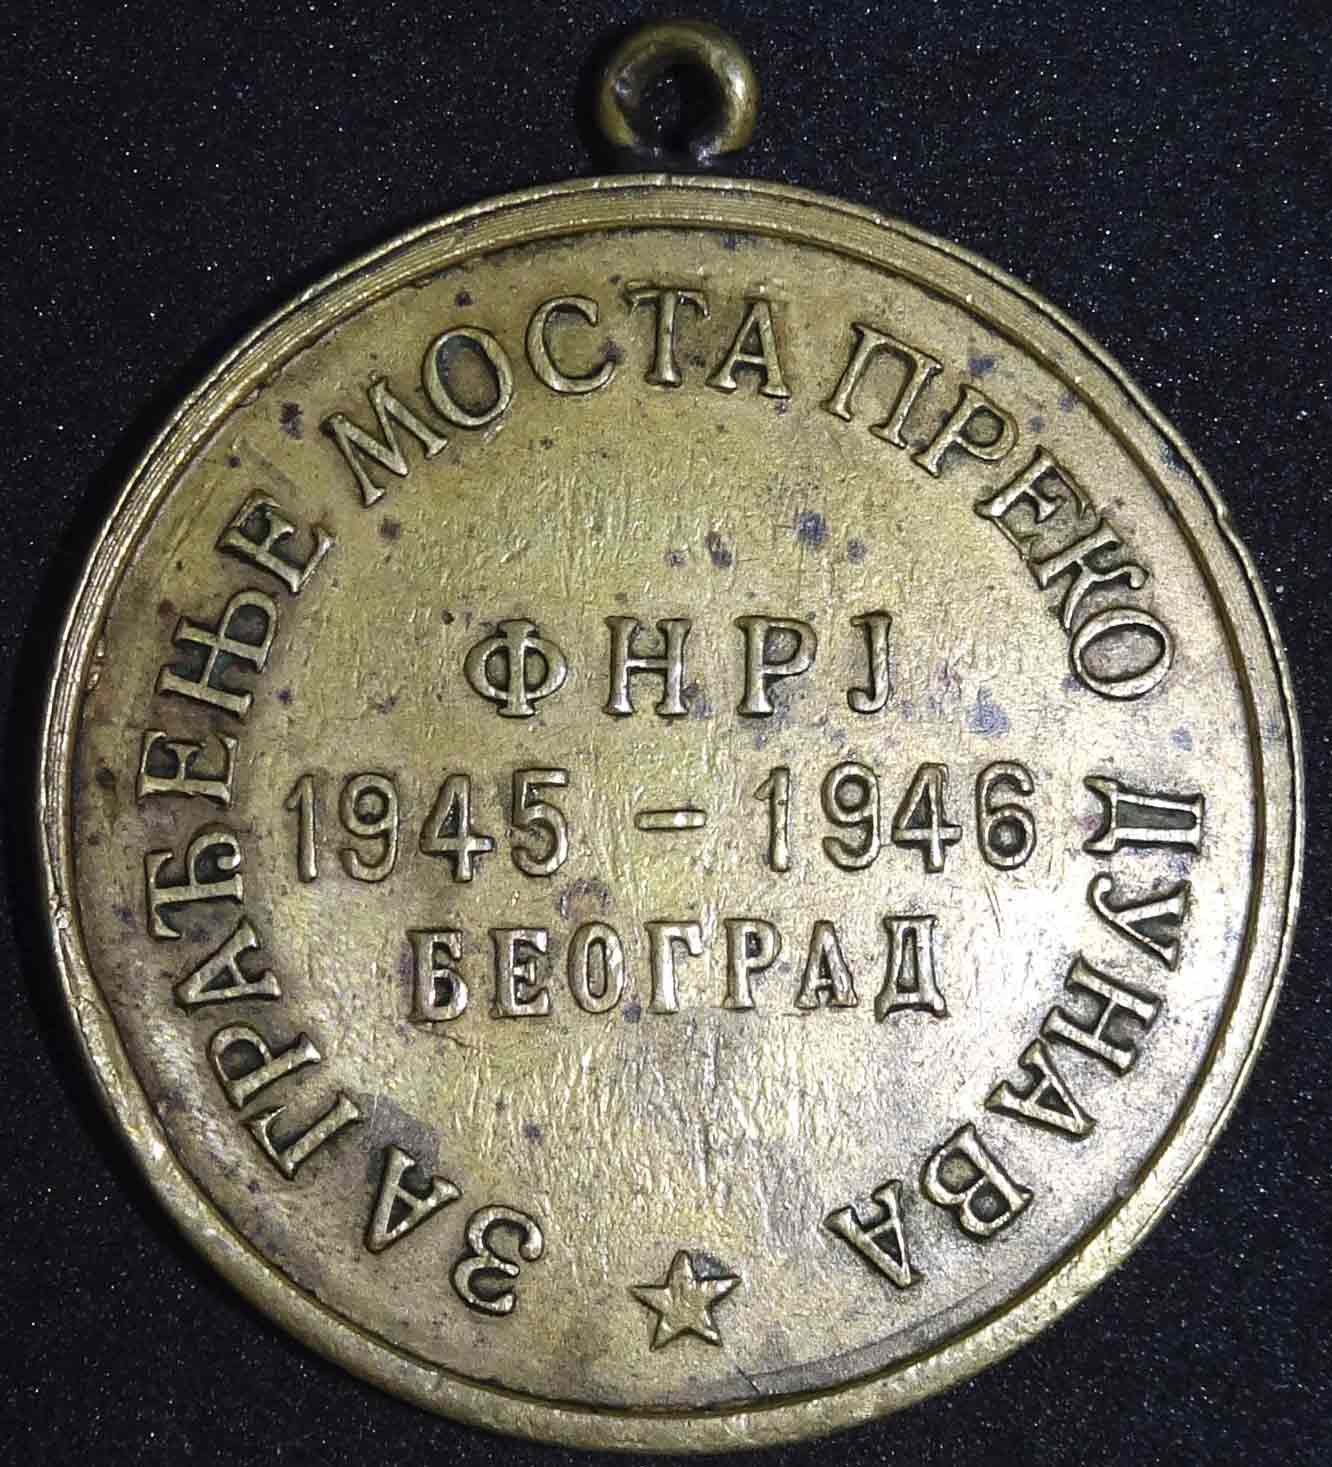 ЗА ГРАЂЕЊЕ МОСТА ПРЕКО ДУНАВА
ФНРЈ
1945 - 1946
БЕОГРАД